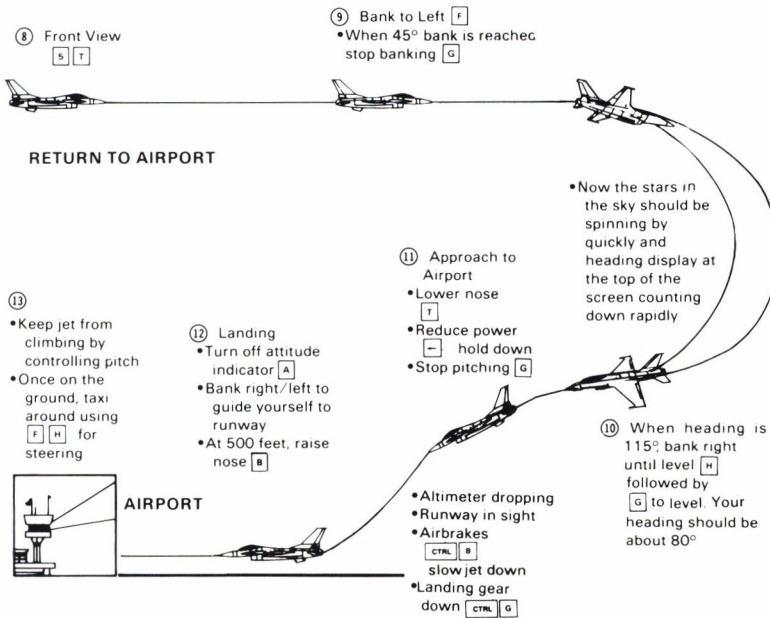 ⑧ Front View
5 T
⑨ Bank to Left F
•When 45° bank is reached
stop banking G
RETURN TO AIRPORT
•Now the stars in
the sky should be
spinning by
quickly and
heading display at
the top of the
screen counting
down rapidly
⑩ When heading is
115°, bank right
until level H
followed by
G to level. Your
heading should be
about 80°
⑪ Approach to
Airport
•Lower nose
T
•Reduce power
← hold down
•Stop pitching G
•Altimeter dropping
•Runway in sight
•Airbrakes
CTRL B
slow jet down
•Landing gear
down CTRL G
⑫ Landing
•Turn off attitude
indicator A
•Bank right/left to
guide yourself to
runway
•At 500 feet, raise
nose B
⑬
•Keep jet from
climbing by
controlling pitch
•Once on the
ground, taxi
around using
F H for
steering
AIRPORT